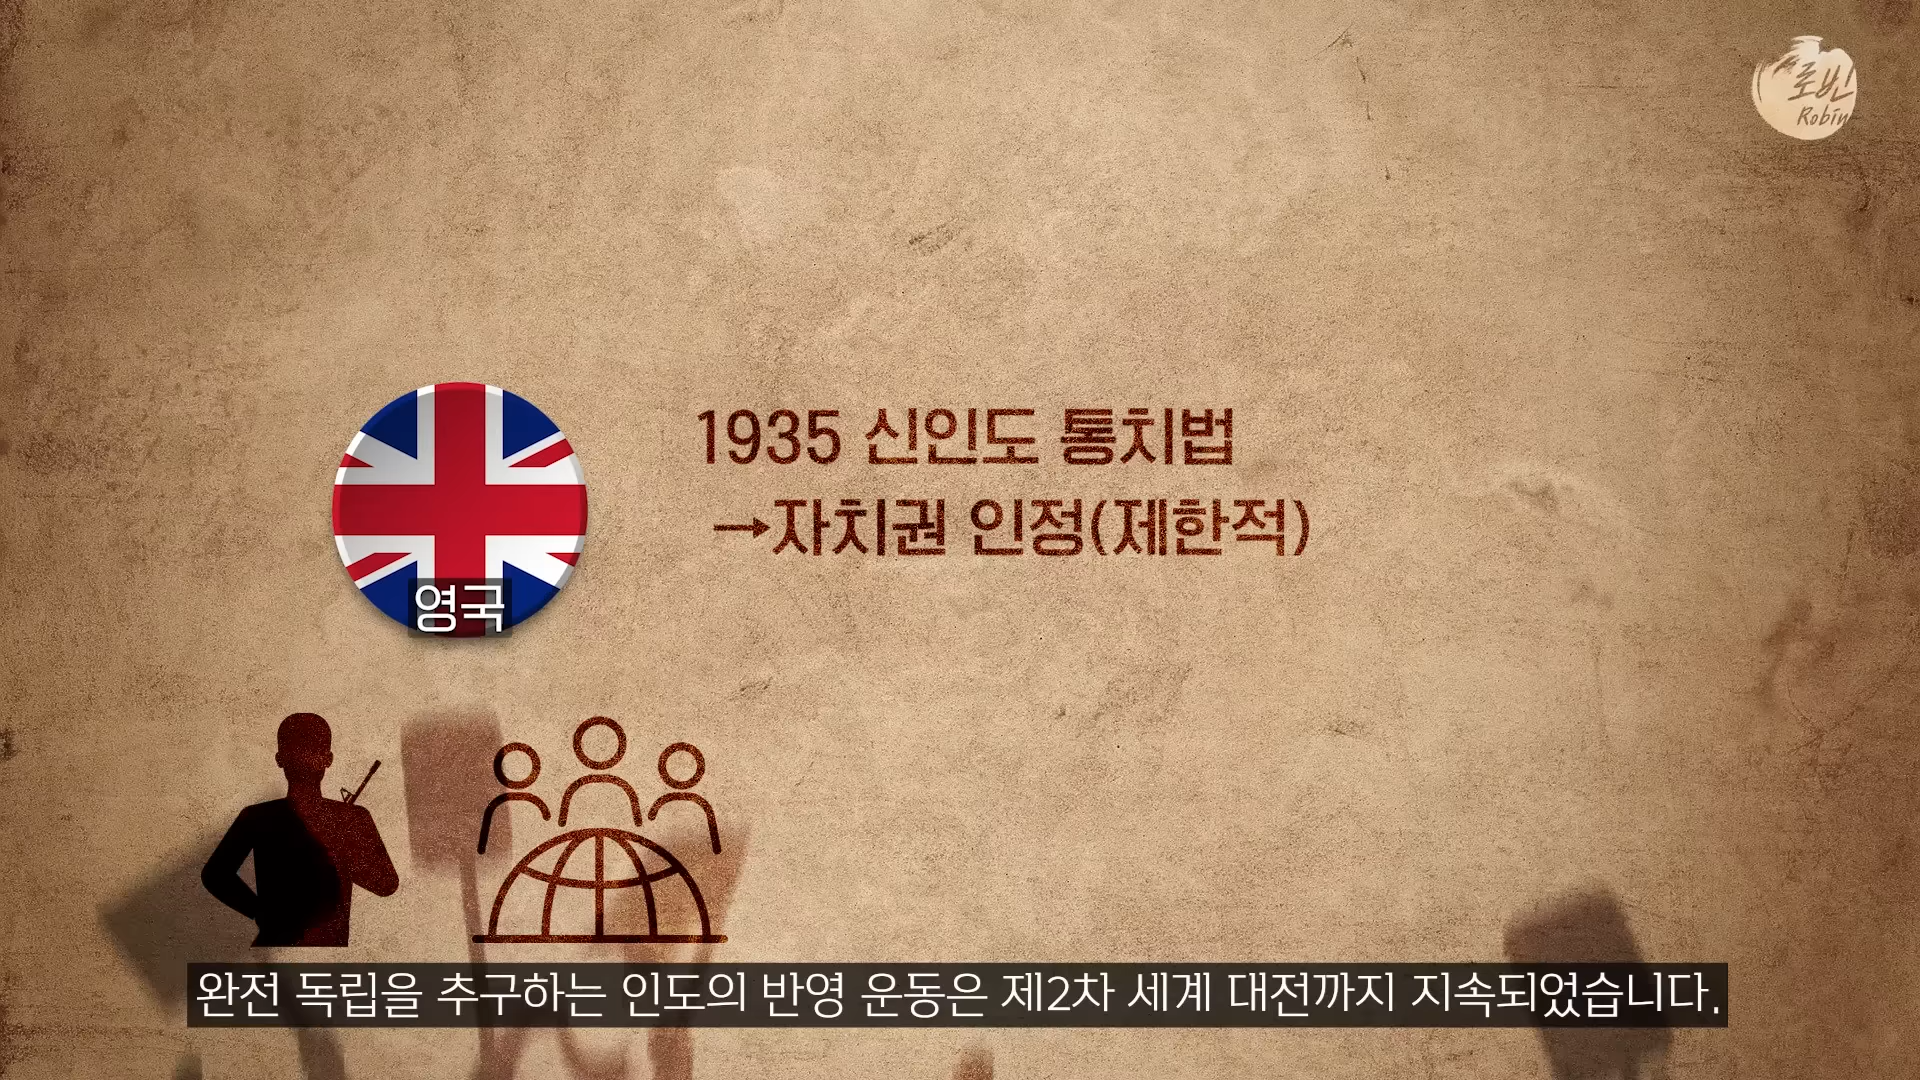 로빈
Robin
1935 신인도 통치법
→자치권 인정(제한적)
영국
완전 독립을 추구하는 인도의 반영 운동은 제2차 세계 대전까지 지속되었습니다.